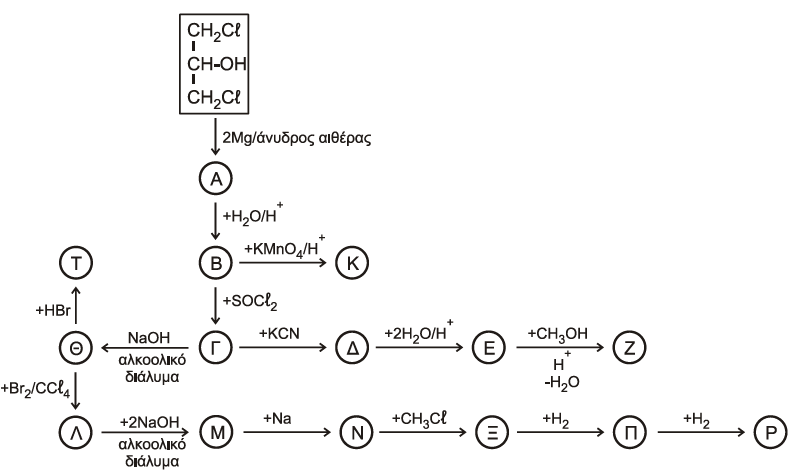 CH₂Cℓ
CH-OH
CH₂Cℓ
2Mg/άνυδρος αιθέρας
Α
+H₂O/H⁺
Τ
Β
+KMnO₄/H⁺
Κ
+HBr
+SOCℓ₂
Θ
NaOH
αλκοολικό
διάλυμα
Γ
+KCN
Δ
+2H₂O/H⁺
Ε
+CH₃OH
H⁺
-H₂O
Ζ
+Br₂/CCℓ₄
Λ
+2NaOH
αλκοολικό
διάλυμα
Μ
+Na
Ν
+CH₃Cℓ
Ξ
+H₂
Π
+H₂
Ρ